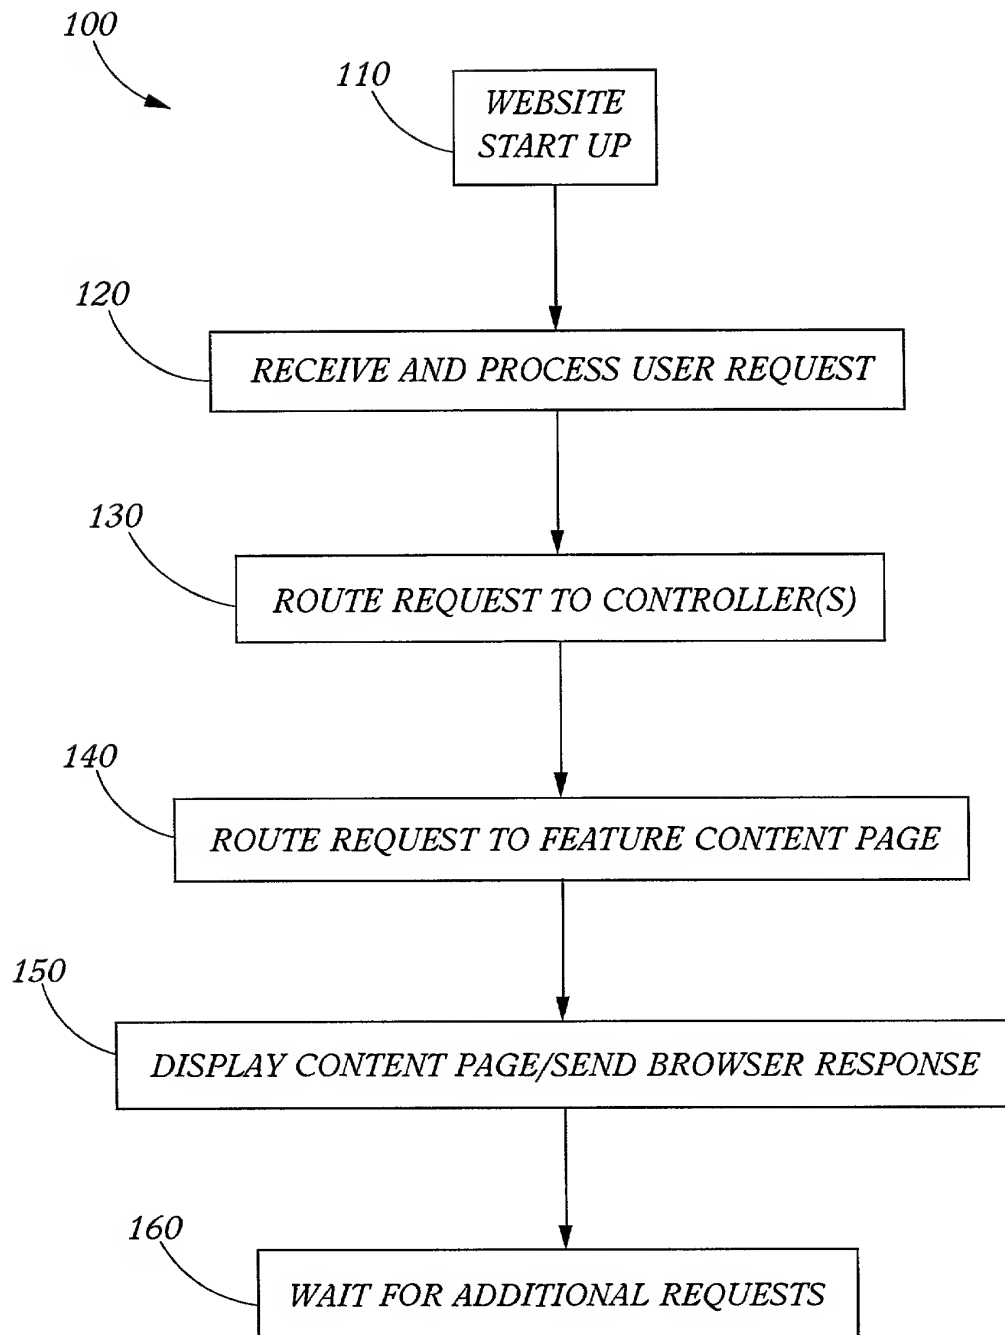 100
110
WEBSITE
START UP
120
RECEIVE AND PROCESS USER REQUEST
130
ROUTE REQUEST TO CONTROLLER(S)
140
ROUTE REQUEST TO FEATURE CONTENT PAGE
150
DISPLAY CONTENT PAGE/SEND BROWSER RESPONSE
160
WAIT FOR ADDITIONAL REQUESTS